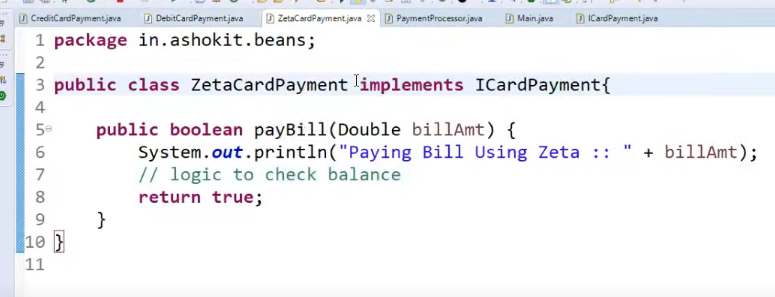 CreditCardPayment.java DebitCardPayment.java ZetaCardPayment.java PaymentProcessor.java Main.java ICardPayment.java
1 package in.ashokit.beans;
2
3 public class ZetaCardPayment implements ICardPayment{
4
5 public boolean payBill(Double billAmt) {
6 System.out.println("Paying Bill Using Zeta :: " + billAmt);
7 // logic to check balance
8 return true;
9 }
10 }
11